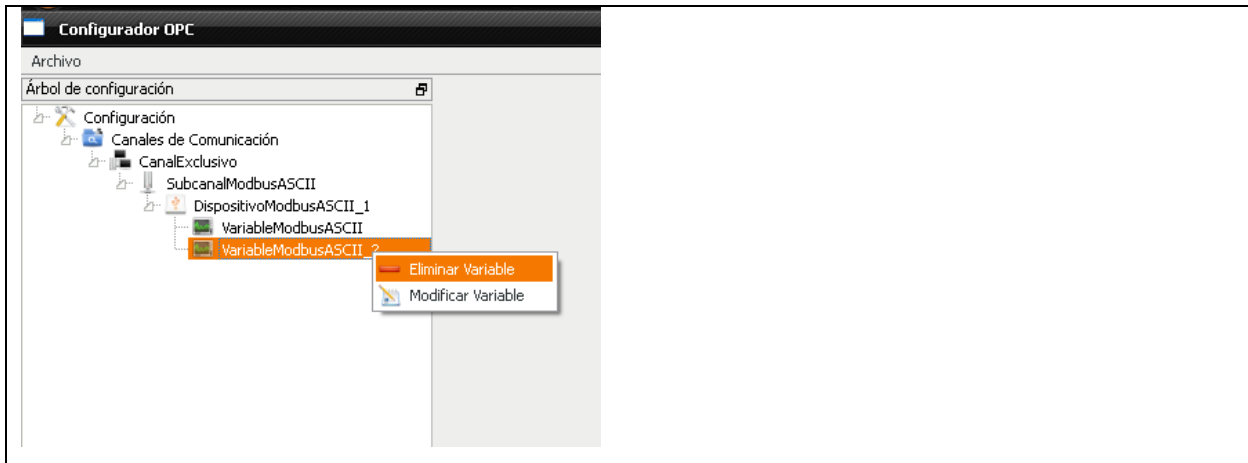 Configurador OPC
Archivo
Árbol de configuración
Configuración
Canales de Comunicación
CanalExclusivo
SubcanalModbusASCII
DispositivoModbusASCII_1
VariableModbusASCII
VariableModbusASCII_2
Eliminar Variable
Modificar Variable